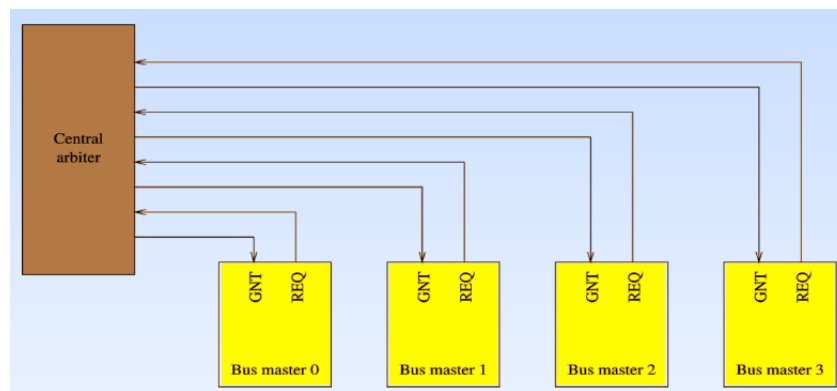 Central
arbiter
GNT
REQ
GNT
REQ
GNT
REQ
GNT
REQ
Bus master 0
Bus master 1
Bus master 2
Bus master 3